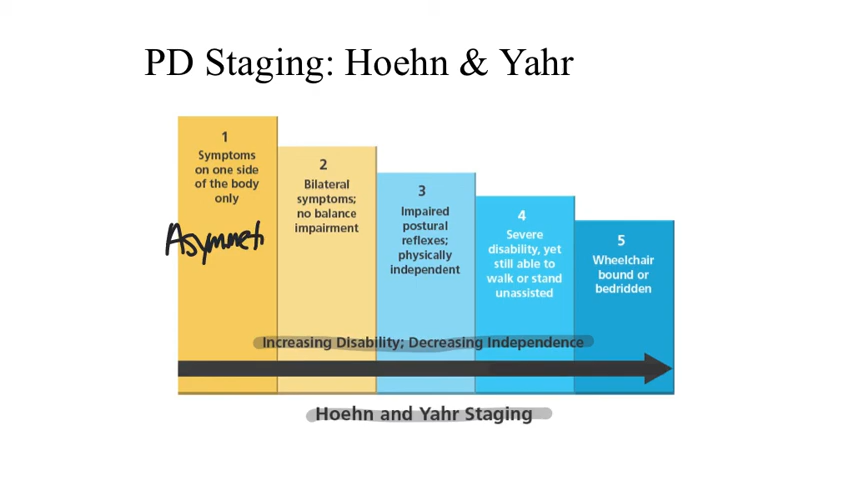 PD Staging: Hoehn & Yahr
1
Symptoms
on one side
of the body
only
Asymmet
2
Bilateral
symptoms;
no balance
impairment
3
Impaired
postural
reflexes;
physically
independent
4
Severe
disability, yet
still able to
walk or stand
unassisted
5
Wheelchair
bound or
bedridden
Increasing Disability; Decreasing Independence
Hoehn and Yahr Staging